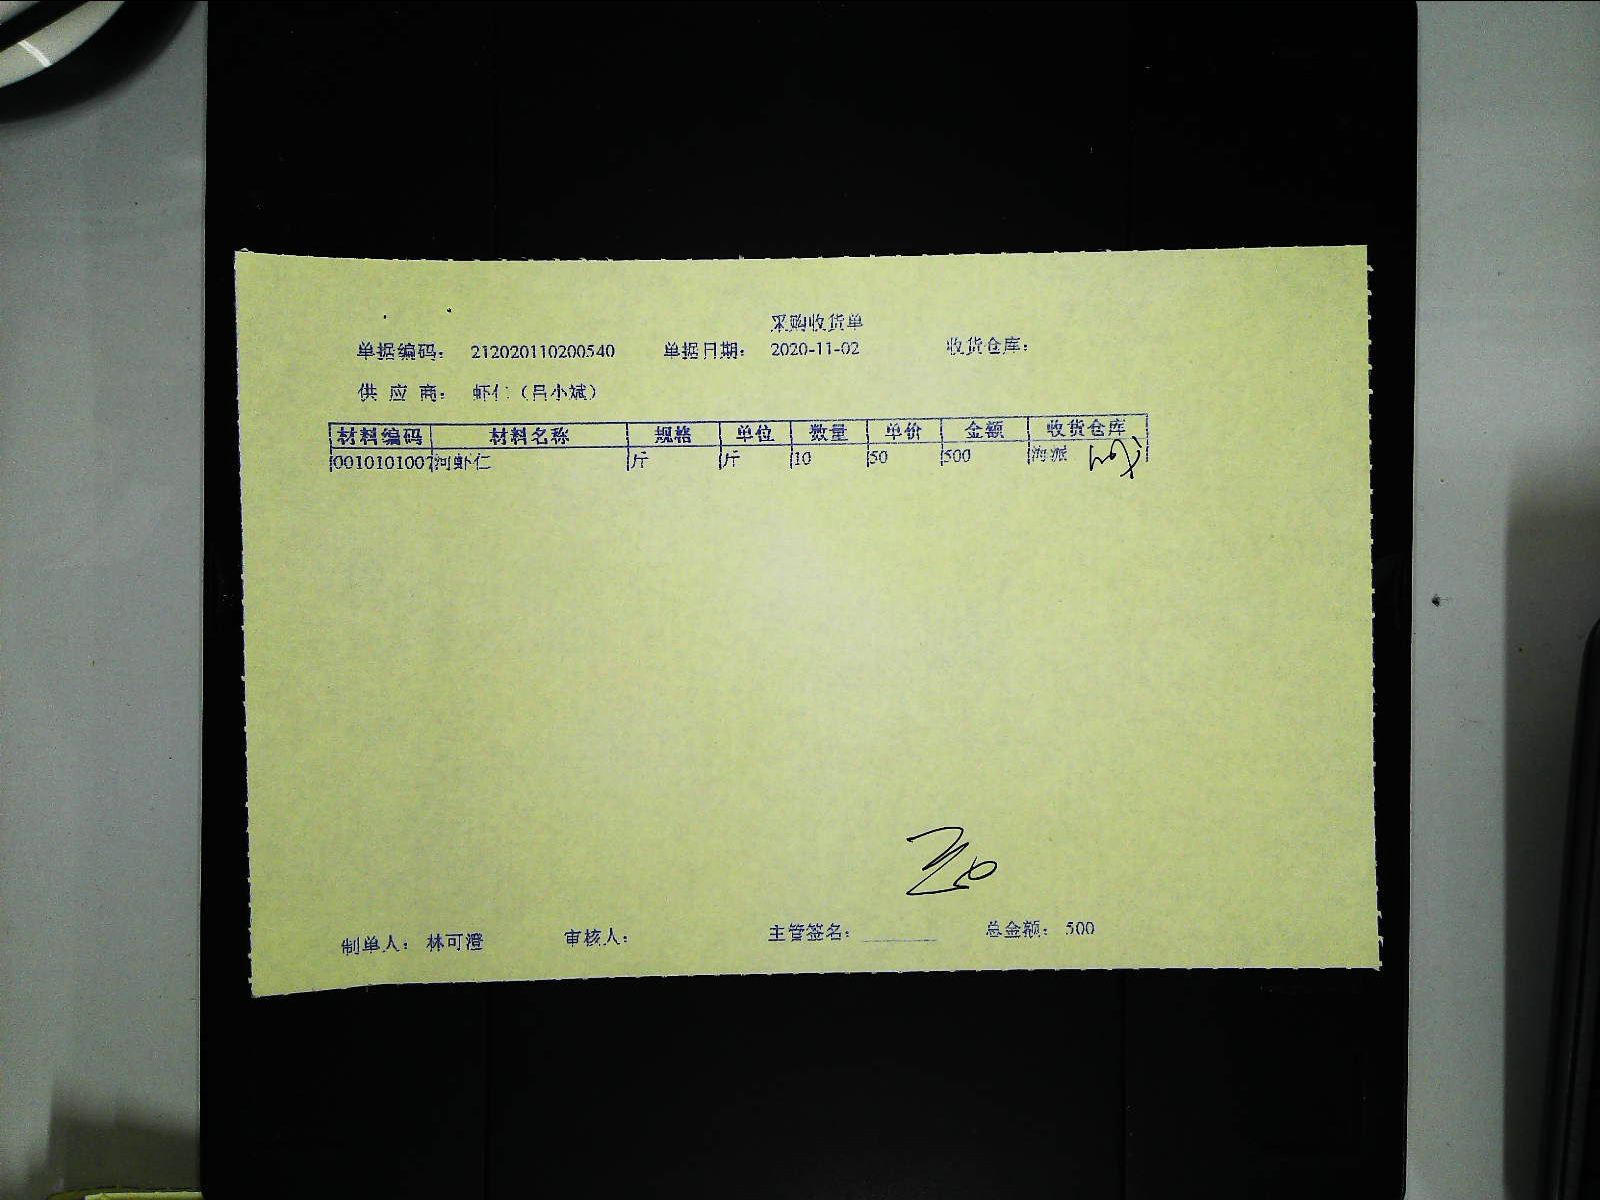 采购收货单
单据编码： 212020110200540 单据日期： 2020-11-02 收货仓库：
供 应 商： 虾仁（吕小斌）
材料编码 材料名称 规格 单位 数量 单价 金额 收货仓库
0010101007 河虾仁 斤 斤 10 50 500 海派
制单人： 林可澄 审核人： 主管签名： 总金额： 500